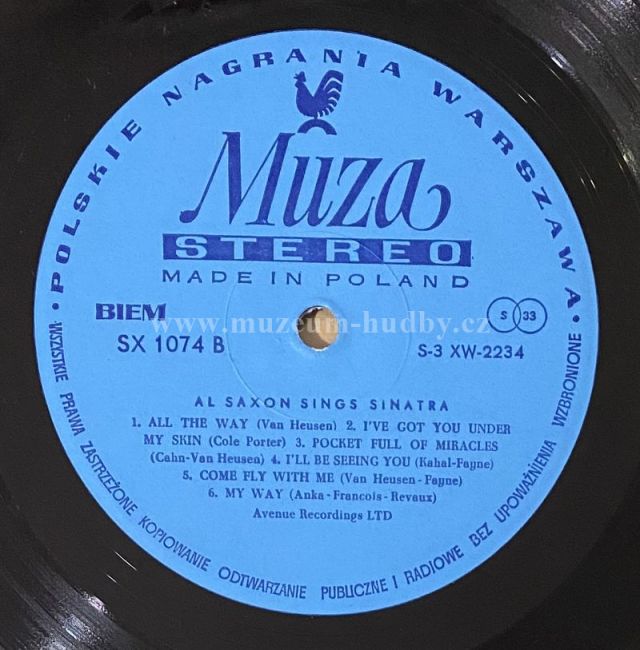 • POLSKIE NAGRANIA WARSZAWA •
Muza
STEREO
MADE IN POLAND
BIEM
SX 1074 B
S 33
S-3 XW-2234
www.muzeum-hudby.cz
AL SAXON SINGS SINATRA
1. ALL THE WAY (Van Heusen) 2. I'VE GOT YOU UNDER
MY SKIN (Cole Porter) 3. POCKET FULL OF MIRACLES
(Cahn-Van Heusen) 4. I'LL BE SEEING YOU (Kahal-Fayne)
5. COME FLY WITH ME (Van Heusen-Fayne)
6. MY WAY (Anka-Francois-Revaux)
Avenue Recordings LTD
WSZYSTKIE PRAWA ZASTRZEŻONE KOPIOWANIE ODTWARZANIE PUBLICZNE I RADIOWE BEZ UPOWAŻNIENIA WZBRONIONE